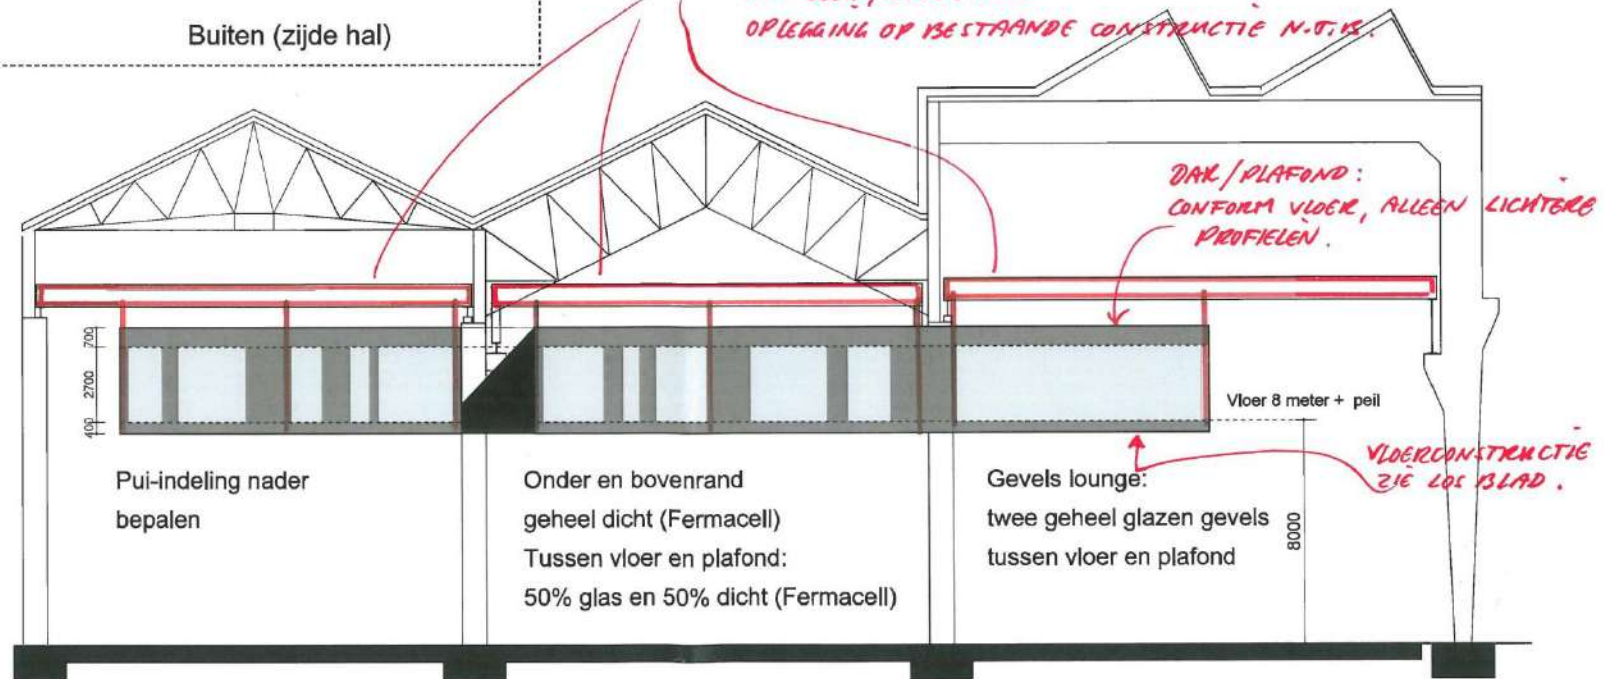 Buiten (zijde hal)
OPLEGGING OP BESTAANDE CONSTRUCTIE N.T.B.
DAK/PLAFOND:
CONFORM VLOER, ALLEEN LICHTERE
PROFIELEN.
700
2700
400
Vloer 8 meter + peil
VLOERCONSTRUCTIE
ZIE LOS BLAD.
Pui-indeling nader
bepalen
Onder en bovenrand
geheel dicht (Fermacell)
Tussen vloer en plafond:
50% glas en 50% dicht (Fermacell)
Gevels lounge:
twee geheel glazen gevels
tussen vloer en plafond
8000